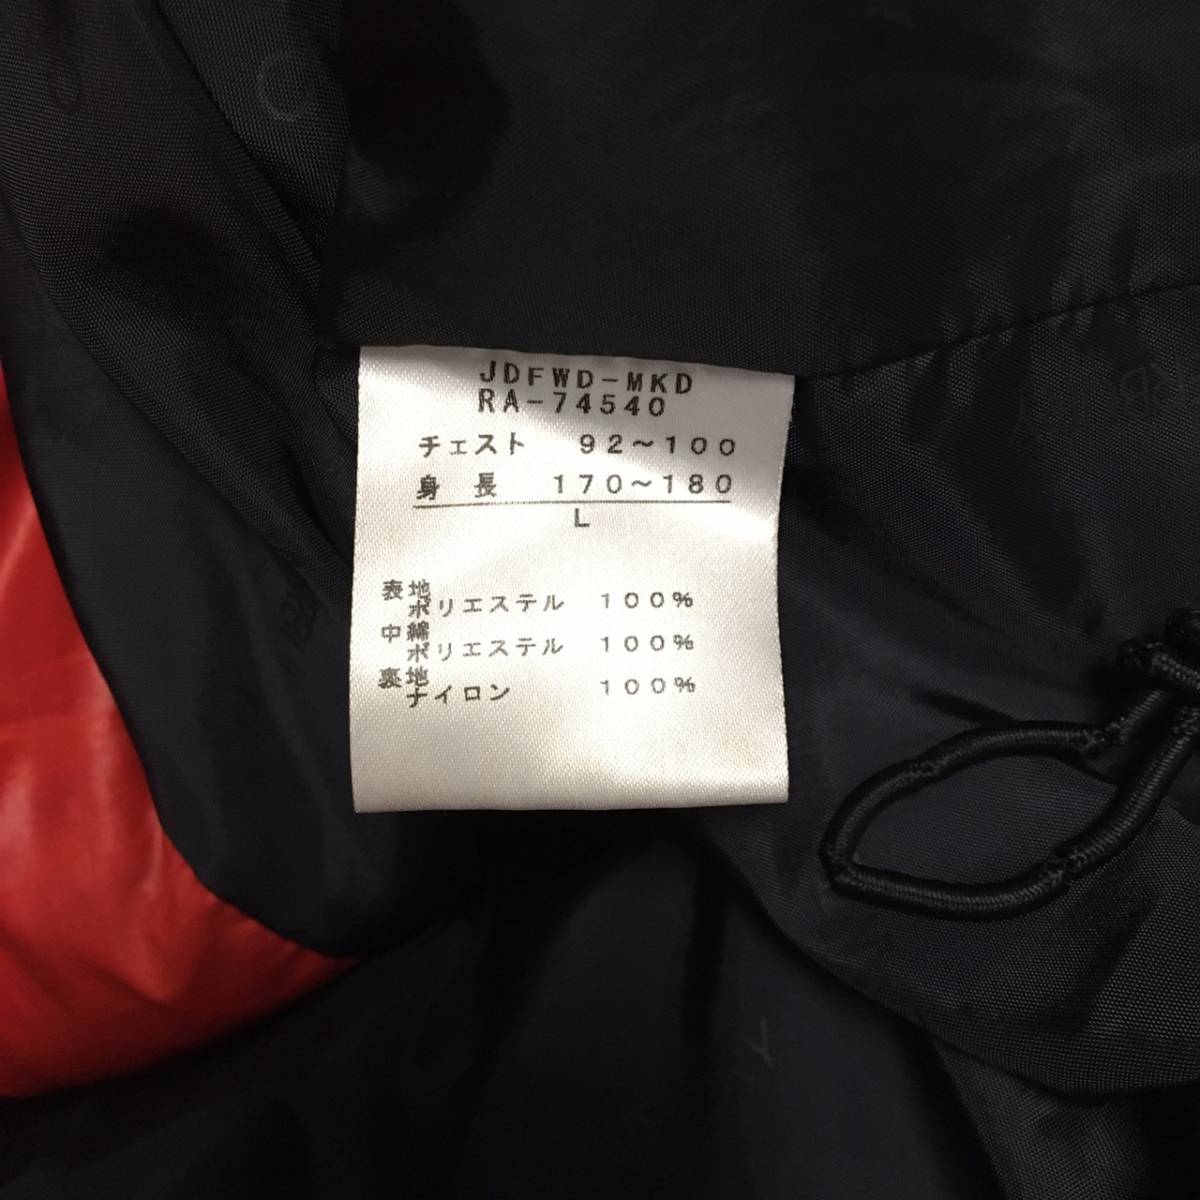 JDFWD-MKD
RA-74540
チェスト 92~100
身長 170~180
L
表地
ポリエステル 100%
中綿
ポリエステル 100%
裏地
ナイロン 100%